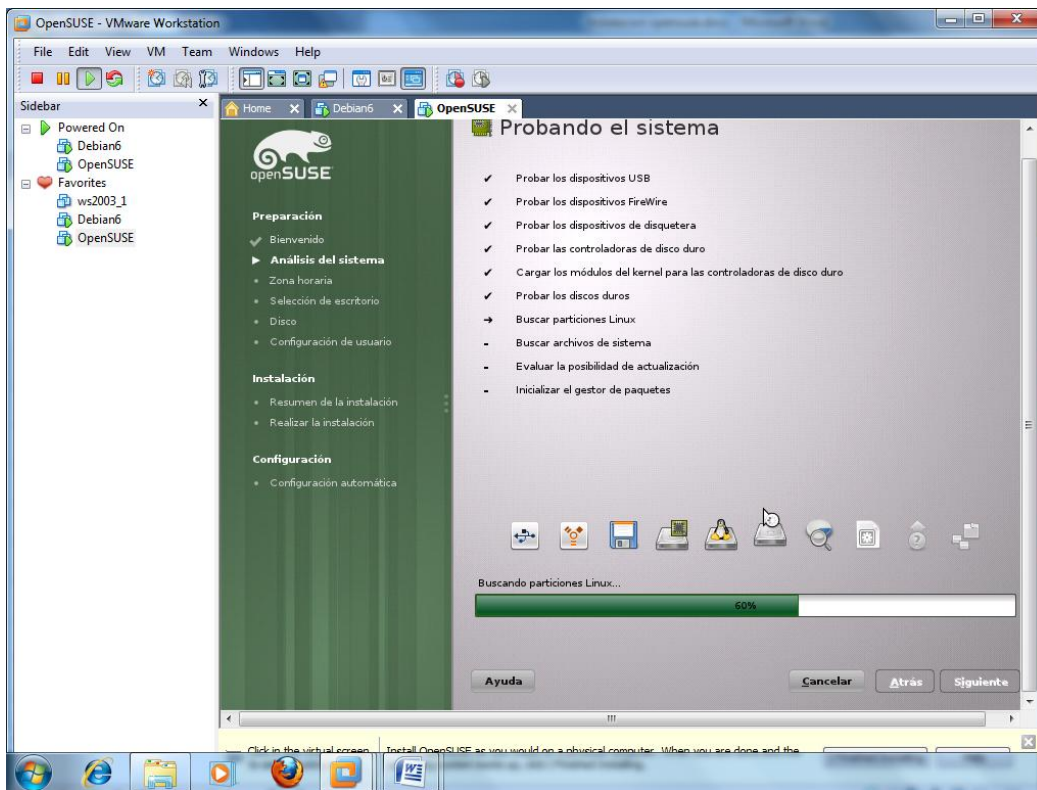 OpenSUSE - VMware Workstation
File Edit View VM Team Windows Help
Sidebar
Powered On
Debian6
OpenSUSE
Favorites
ws2003_1
Debian6
OpenSUSE
Home Debian6 OpenSUSE
openSUSE
Preparación
Bienvenido
Análisis del sistema
Zona horaria
Selección de escritorio
Disco
Configuración de usuario
Instalación
Resumen de la instalación
Realizar la instalación
Configuración
Configuración automática
Probando el sistema
Probar los dispositivos USB
Probar los dispositivos FireWire
Probar los dispositivos de disquetera
Probar las controladoras de disco duro
Cargar los módulos del kernel para las controladoras de disco duro
Probar los discos duros
Buscar particiones Linux
Buscar archivos de sistema
Evaluar la posibilidad de actualización
Inicializar el gestor de paquetes
Buscando particiones Linux...
60%
Ayuda Cancelar Atrás Siguiente
Click in the virtual screen
Install OpenSUSE as you would on a physical computer. When you are done and the